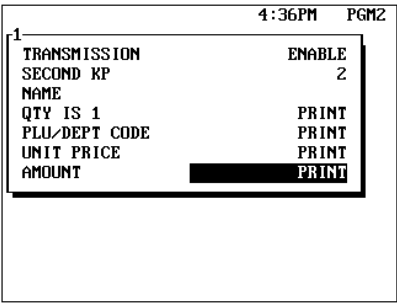 4:36PM PGM2
1
TRANSMISSION ENABLE
SECOND KP 2
NAME
QTY IS 1 PRINT
PLU/DEPT CODE PRINT
UNIT PRICE PRINT
AMOUNT PRINT